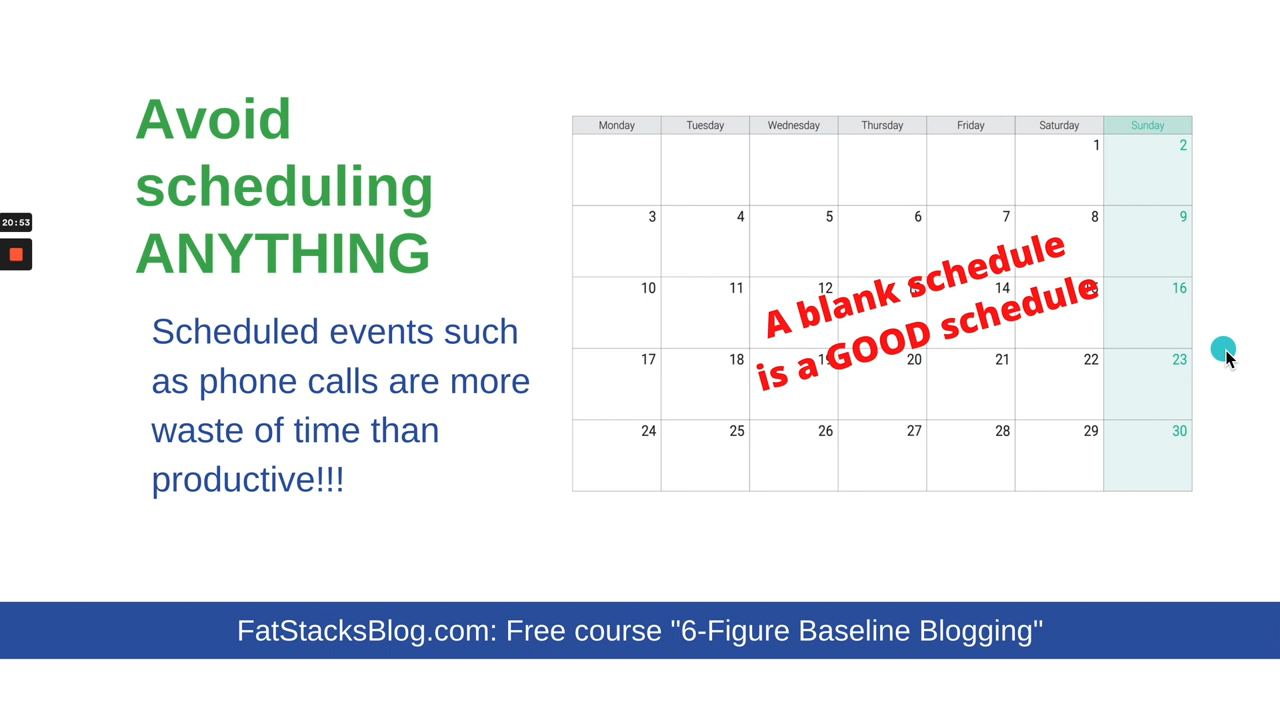 Avoid
scheduling
ANYTHING
Scheduled events such
as phone calls are more
waste of time than
productive!!!
20:53
Monday Tuesday Wednesday Thursday Friday Saturday Sunday
1 2
3 4 5 6 7 8 9
10 11 12 13 14 15 16
17 18 19 20 21 22 23
24 25 26 27 28 29 30
A blank schedule
is a GOOD schedule
FatStacksBlog.com: Free course "6-Figure Baseline Blogging"